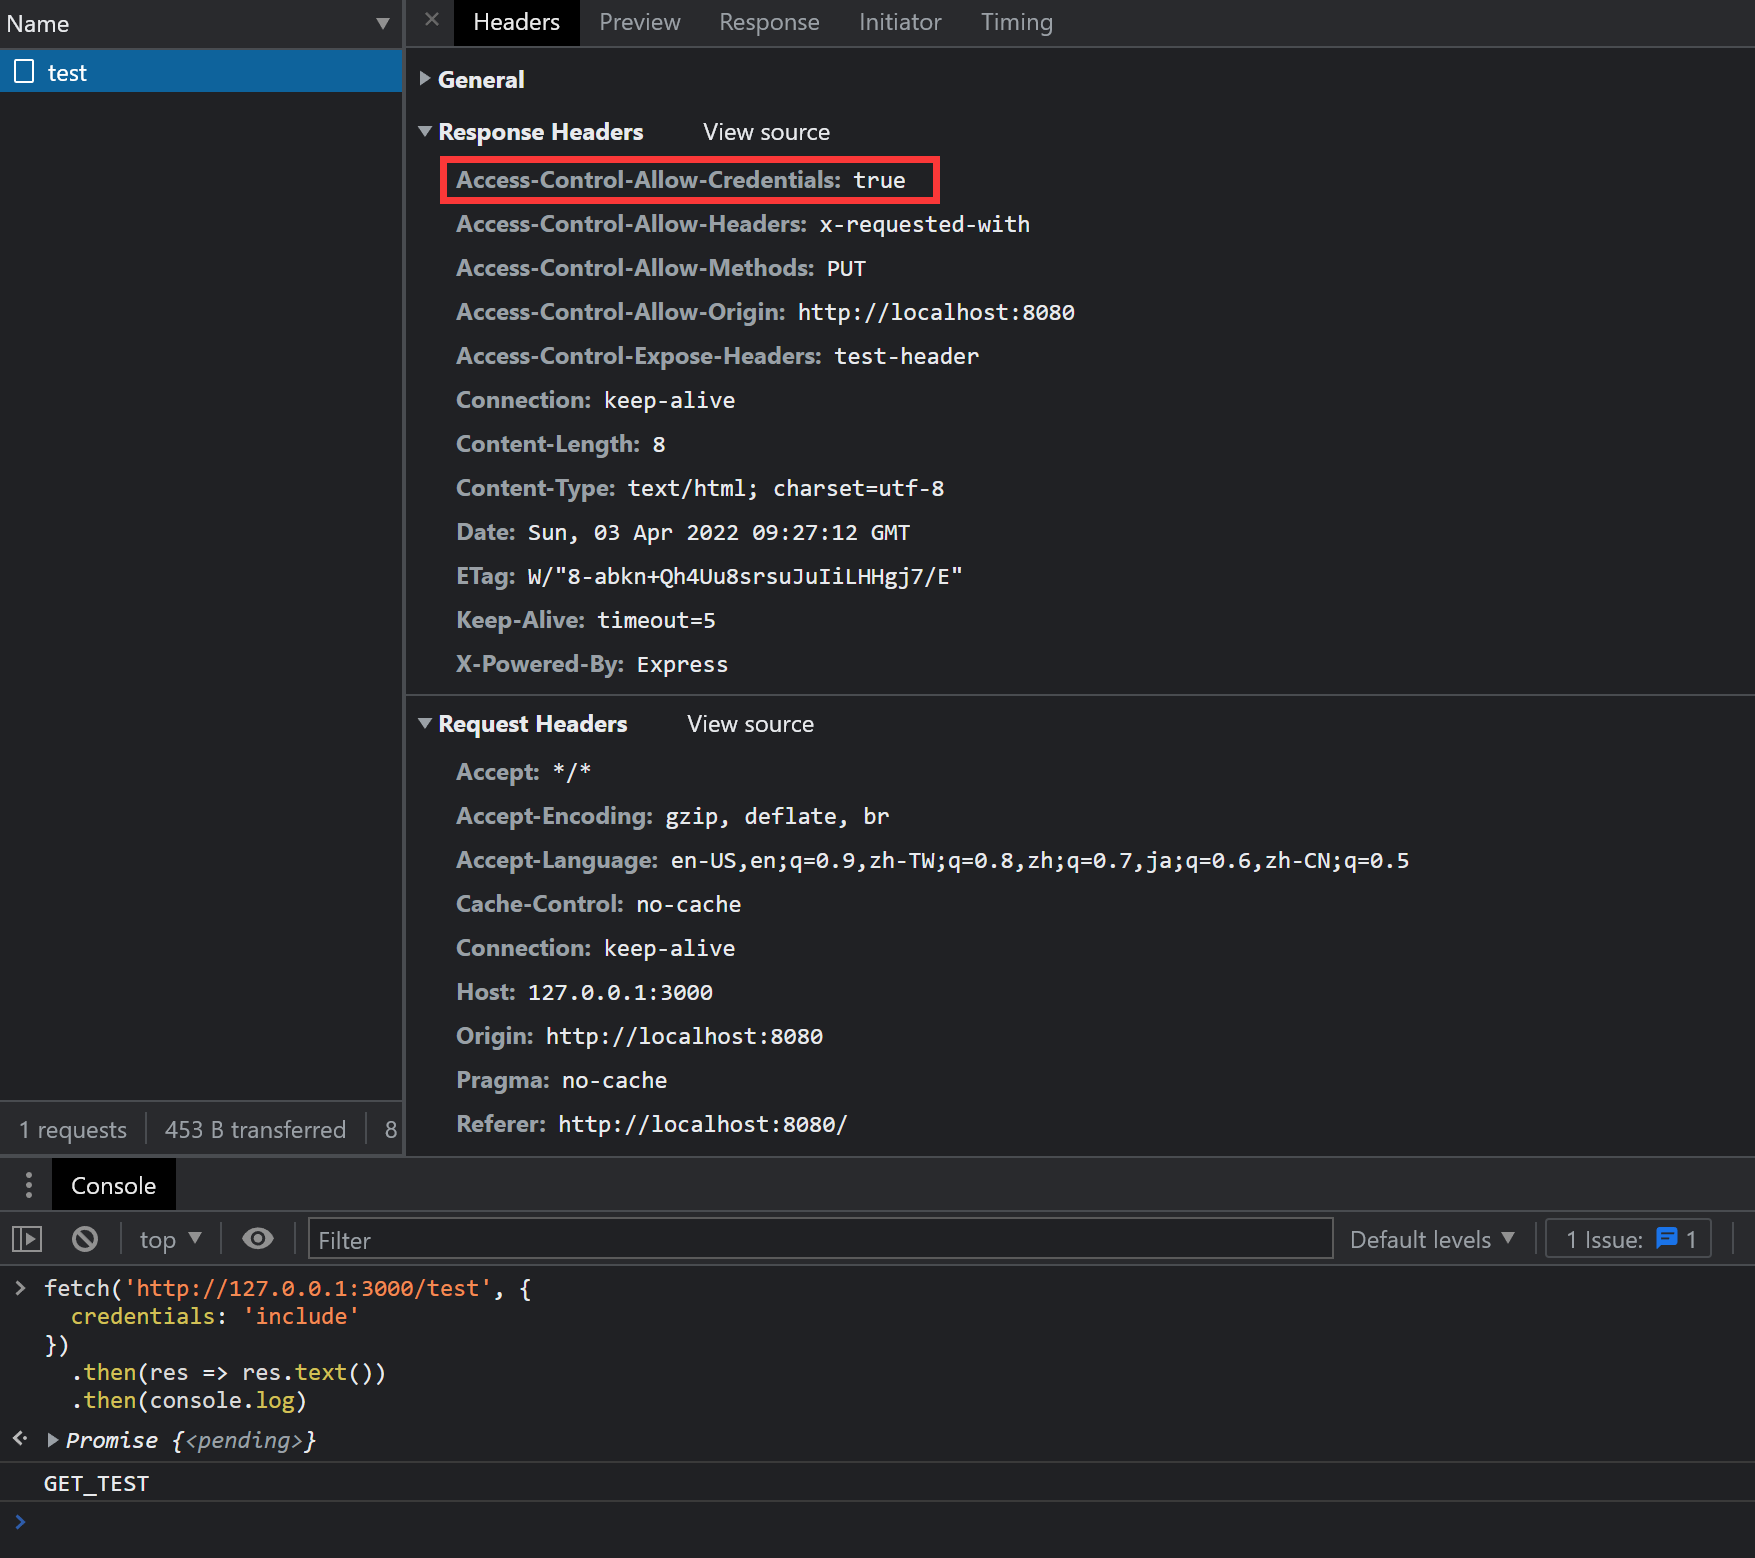 Name ▼
test
× Headers Preview Response Initiator Timing
General
Response Headers View source
Access-Control-Allow-Credentials: true
Access-Control-Allow-Headers: x-requested-with
Access-Control-Allow-Methods: PUT
Access-Control-Allow-Origin: http://localhost:8080
Access-Control-Expose-Headers: test-header
Connection: keep-alive
Content-Length: 8
Content-Type: text/html; charset=utf-8
Date: Sun, 03 Apr 2022 09:27:12 GMT
ETag: W/"8-abkn+Qh4Uu8srsuJuIiLHHgj7/E"
Keep-Alive: timeout=5
X-Powered-By: Express
Request Headers View source
Accept: */*
Accept-Encoding: gzip, deflate, br
Accept-Language: en-US,en;q=0.9,zh-TW;q=0.8,zh;q=0.7,ja;q=0.6,zh-CN;q=0.5
Cache-Control: no-cache
Connection: keep-alive
Host: 127.0.0.1:3000
Origin: http://localhost:8080
Pragma: no-cache
Referer: http://localhost:8080/
1 requests 453 B transferred 8
Console
top ▼ Filter Default levels ▼ 1 Issue: 1
> fetch('http://127.0.0.1:3000/test', {
credentials: 'include'
})
.then(res => res.text())
.then(console.log)
Promise {<pending>}
GET_TEST
>